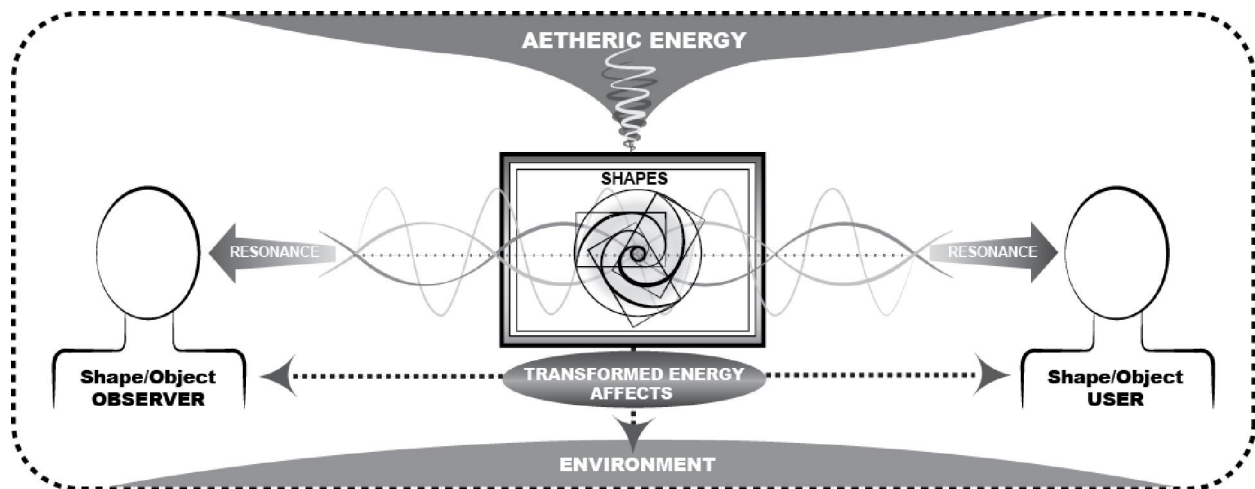 AETHERIC ENERGY
SHAPES
RESONANCE
RESONANCE
Shape/Object
OBSERVER
TRANSFORMED ENERGY
AFFECTS
Shape/Object
USER
ENVIRONMENT